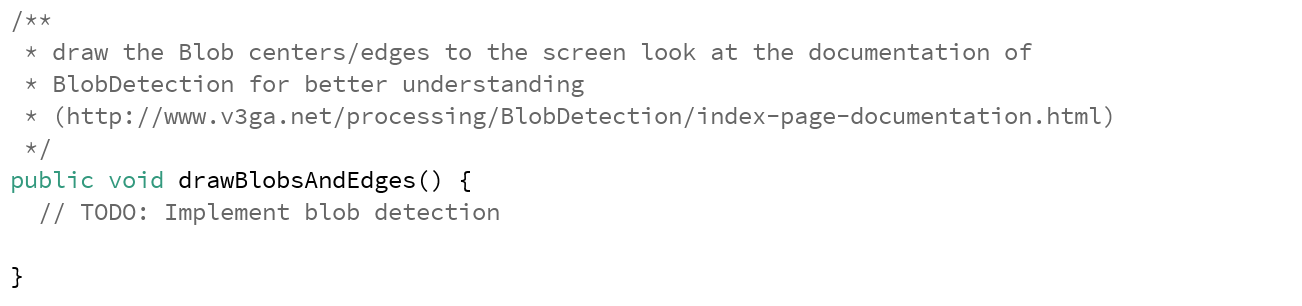 /**
 * draw the Blob centers/edges to the screen look at the documentation of
 * BlobDetection for better understanding
 * (http://www.v3ga.net/processing/BlobDetection/index-page-documentation.html)
 */
public void drawBlobsAndEdges() {
  // TODO: Implement blob detection

}